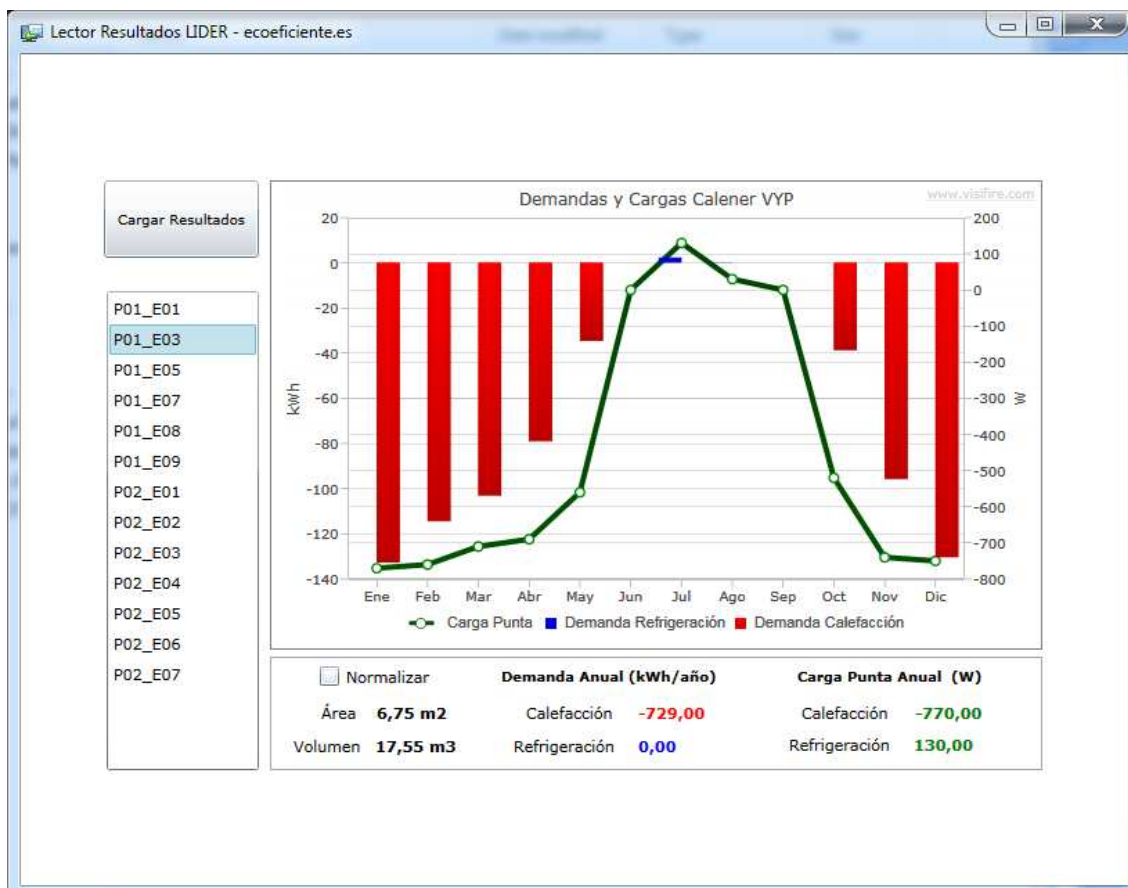 Lector Resultados LIDER - ecoeficiente.es
Cargar Resultados
P01_E01
P01_E03
P01_E05
P01_E07
P01_E08
P01_E09
P02_E01
P02_E02
P02_E03
P02_E04
P02_E05
P02_E06
P02_E07
Demandas y Cargas Calener VYP
www.visifire.com
20
0
-20
-40
-60
-80
-100
-120
-140
kWh
200
100
0
-100
-200
-300
-400
-500
-600
-700
-800
W
Ene Feb Mar Abr May Jun Jul Ago Sep Oct Nov Dic
Carga Punta Demanda Refrigeración Demanda Calefacción
Normalizar Demanda Anual (kWh/año) Carga Punta Anual (W)
Área 6,75 m2 Calefacción -729,00 Calefacción -770,00
Volumen 17,55 m3 Refrigeración 0,00 Refrigeración 130,00